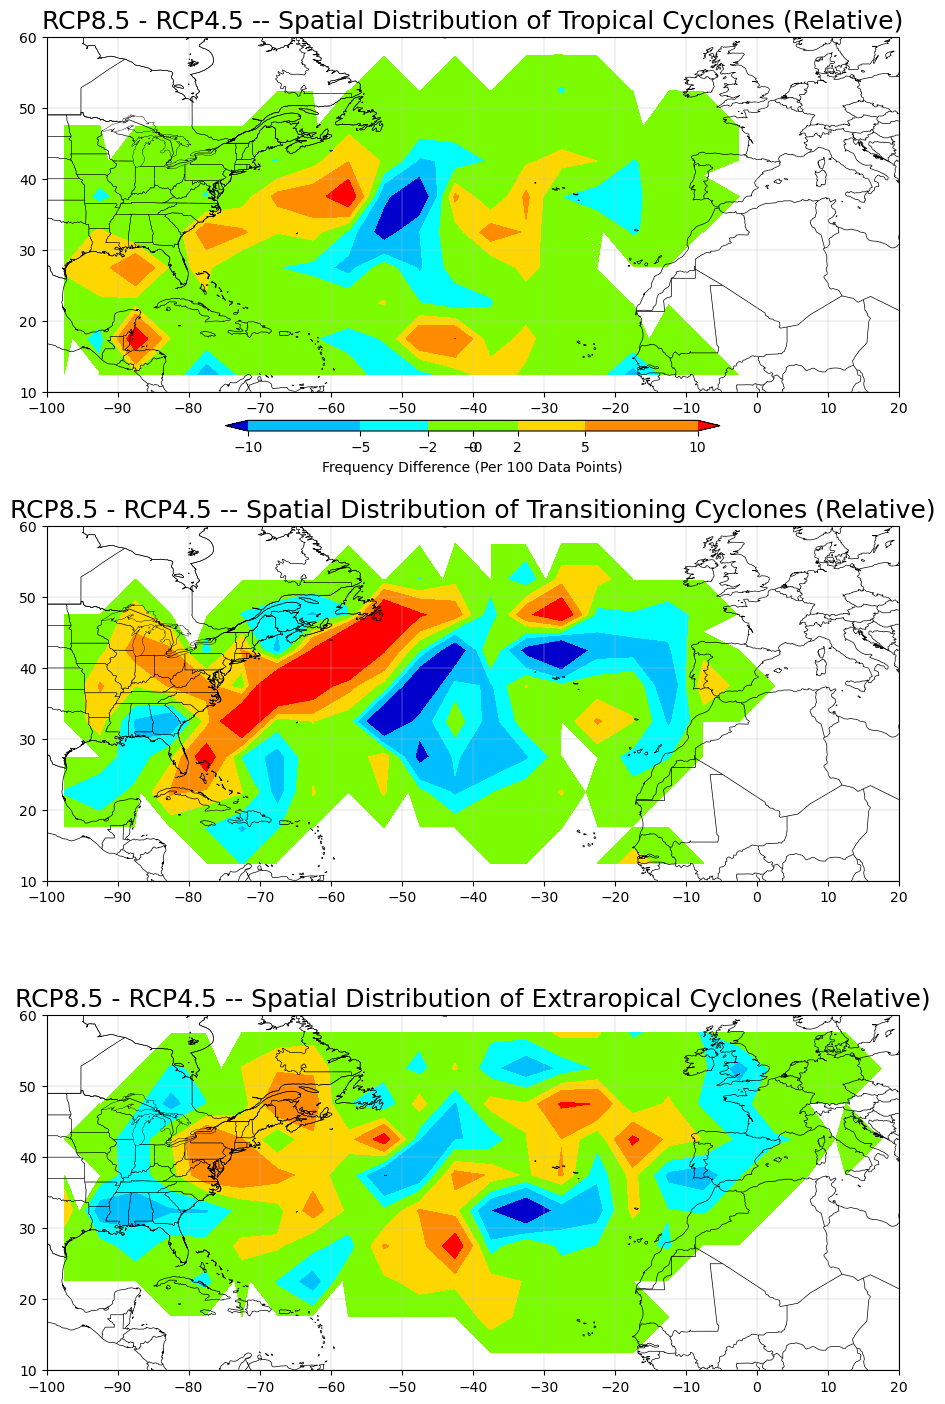 RCP8.5 - RCP4.5 -- Spatial Distribution of Tropical Cyclones (Relative)
60
50
40
30
20
10
−100 −90 −80 −70 −60 −50 −40 −30 −20 −10 0 10 20
−10 −5 −2 −0 0 2 5 10
Frequency Difference (Per 100 Data Points)
RCP8.5 - RCP4.5 -- Spatial Distribution of Transitioning Cyclones (Relative)
60
50
40
30
20
10
−100 −90 −80 −70 −60 −50 −40 −30 −20 −10 0 10 20
RCP8.5 - RCP4.5 -- Spatial Distribution of Extraropical Cyclones (Relative)
60
50
40
30
20
10
−100 −90 −80 −70 −60 −50 −40 −30 −20 −10 0 10 20